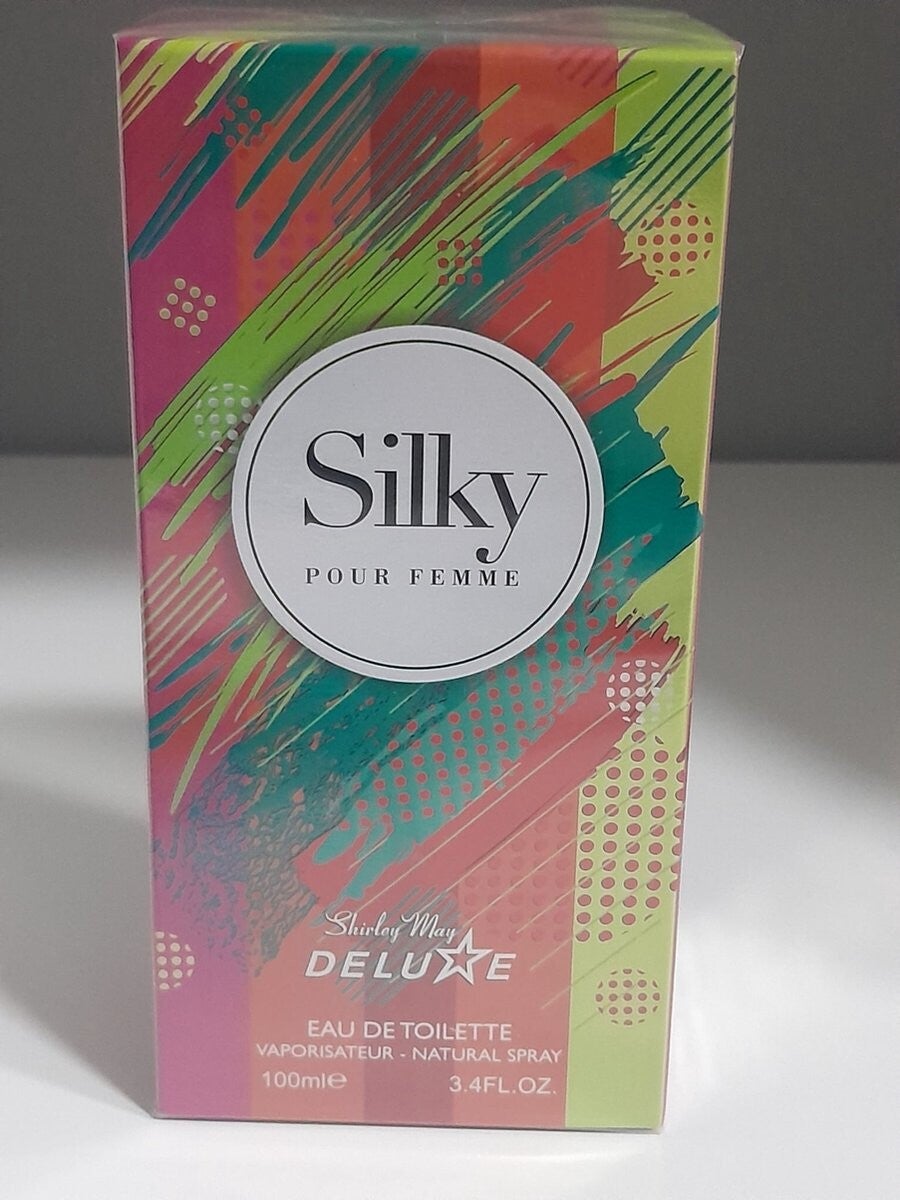 Silky
POUR FEMME
Shirley May
DELUXE
EAU DE TOILETTE
VAPORISATEUR - NATURAL SPRAY
100ml℮ 3.4FL.OZ.